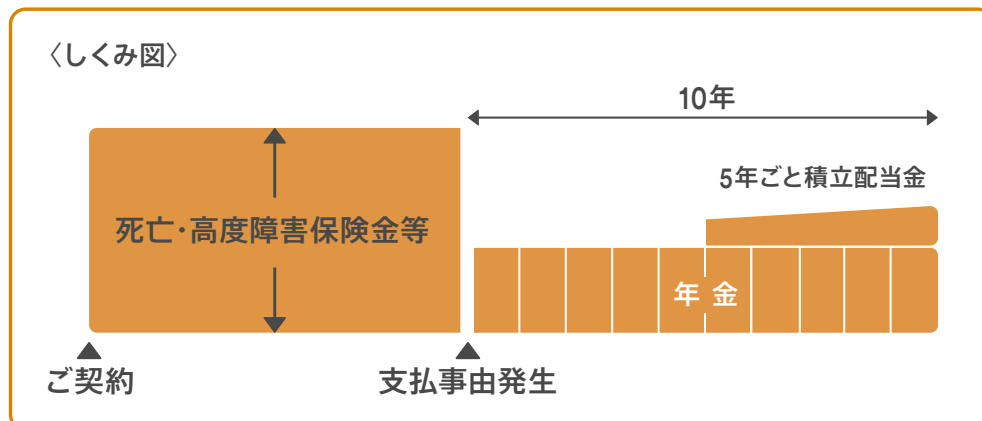 〈しくみ図〉
10年
5年ごと積立配当金
死亡･高度障害保険金等
年金
ご契約
支払事由発生